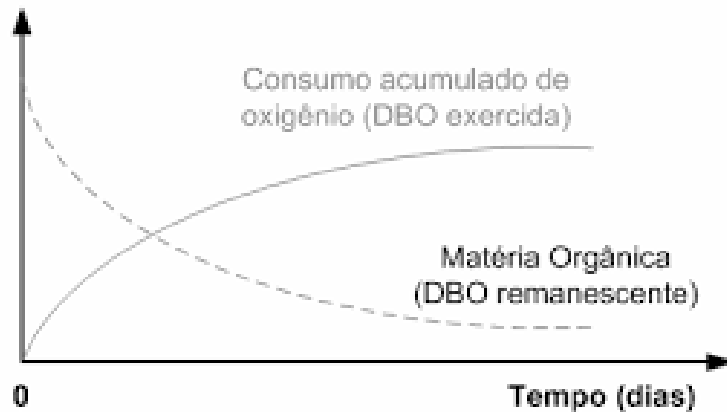 Consumo acumulado de
oxigênio (DBO exercida)
Matéria Orgânica
(DBO remanescente)
0
Tempo (dias)